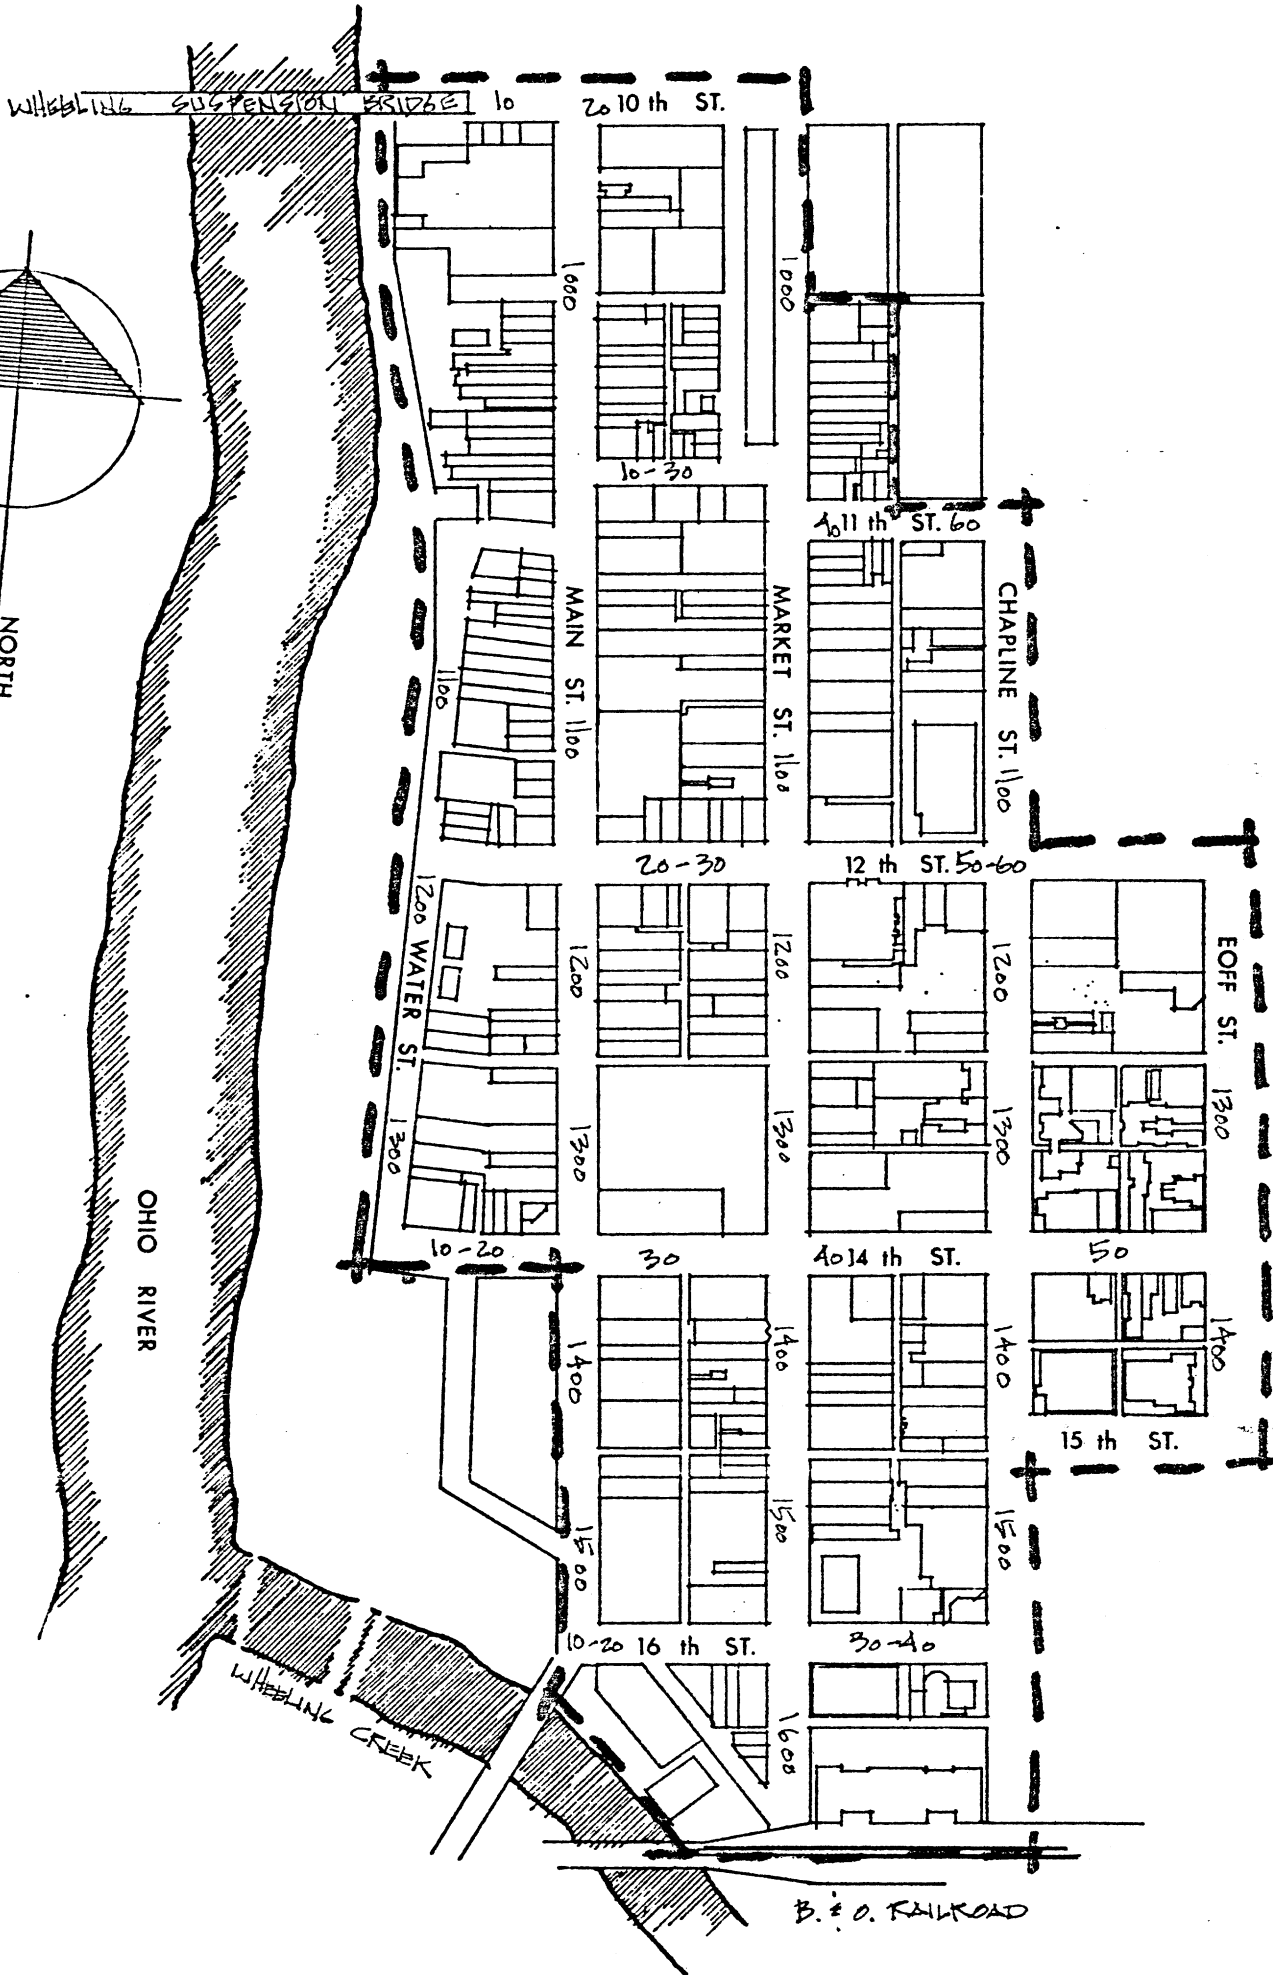 WHEELING SUSPENSION BRIDGE
10
20 10 th ST.
1000
1000
10-30
40 11 th ST. 60
NORTH
MAIN ST. 1100
MARKET ST. 1100
CHAPLINE ST. 1100
1100
20-30
12 th ST. 50-60
1200 WATER ST. 1300
1200
1200
1200
EOFF ST.
1300
1300
1300
1300
OHIO RIVER
10-20
30
40 14 th ST.
50
1400
1400
1400
1400
15 th ST.
1500
1500
1500
10-20 16 th ST.
30-40
WHEELING CREEK
1600
B. & O. RAILROAD